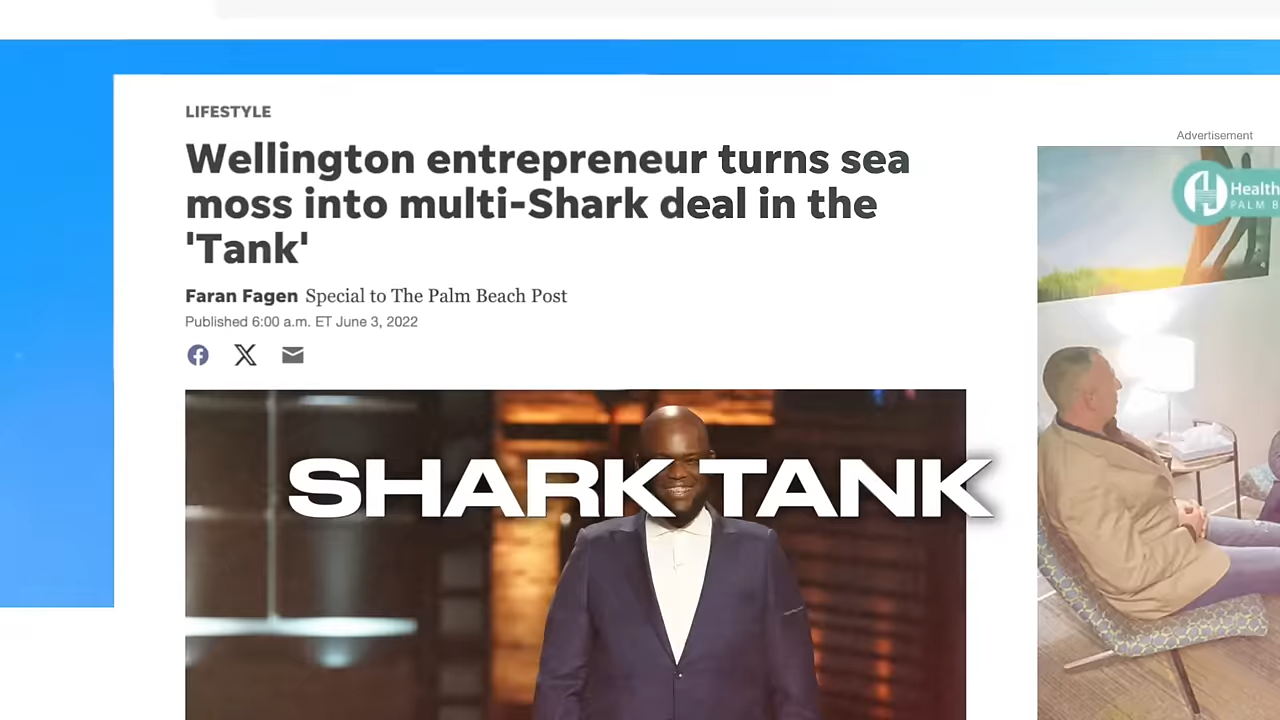 LIFESTYLE
Wellington entrepreneur turns sea
moss into multi-Shark deal in the
'Tank'
Faran Fagen Special to The Palm Beach Post
Published 6:00 a.m. ET June 3, 2022
SHARK TANK
Advertisement
Health
PALM B